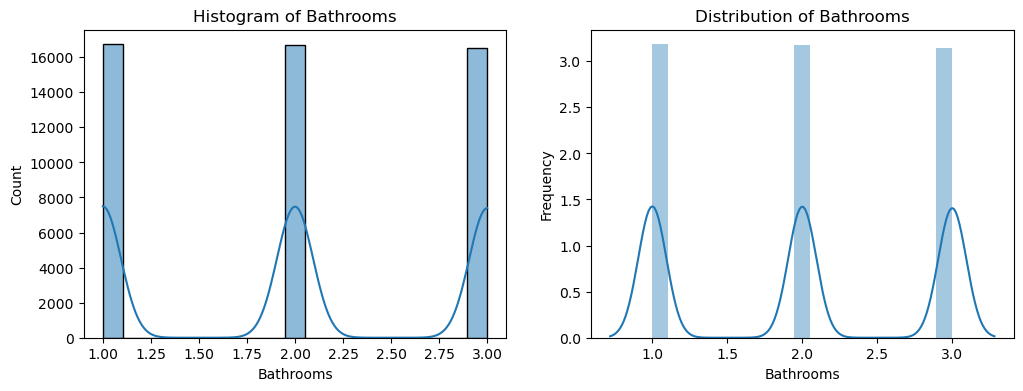 Histogram of Bathrooms
Count
16000
14000
12000
10000
8000
6000
4000
2000
0
1.00 1.25 1.50 1.75 2.00 2.25 2.50 2.75 3.00
Bathrooms
Distribution of Bathrooms
Frequency
3.0
2.5
2.0
1.5
1.0
0.5
0.0
1.0 1.5 2.0 2.5 3.0
Bathrooms